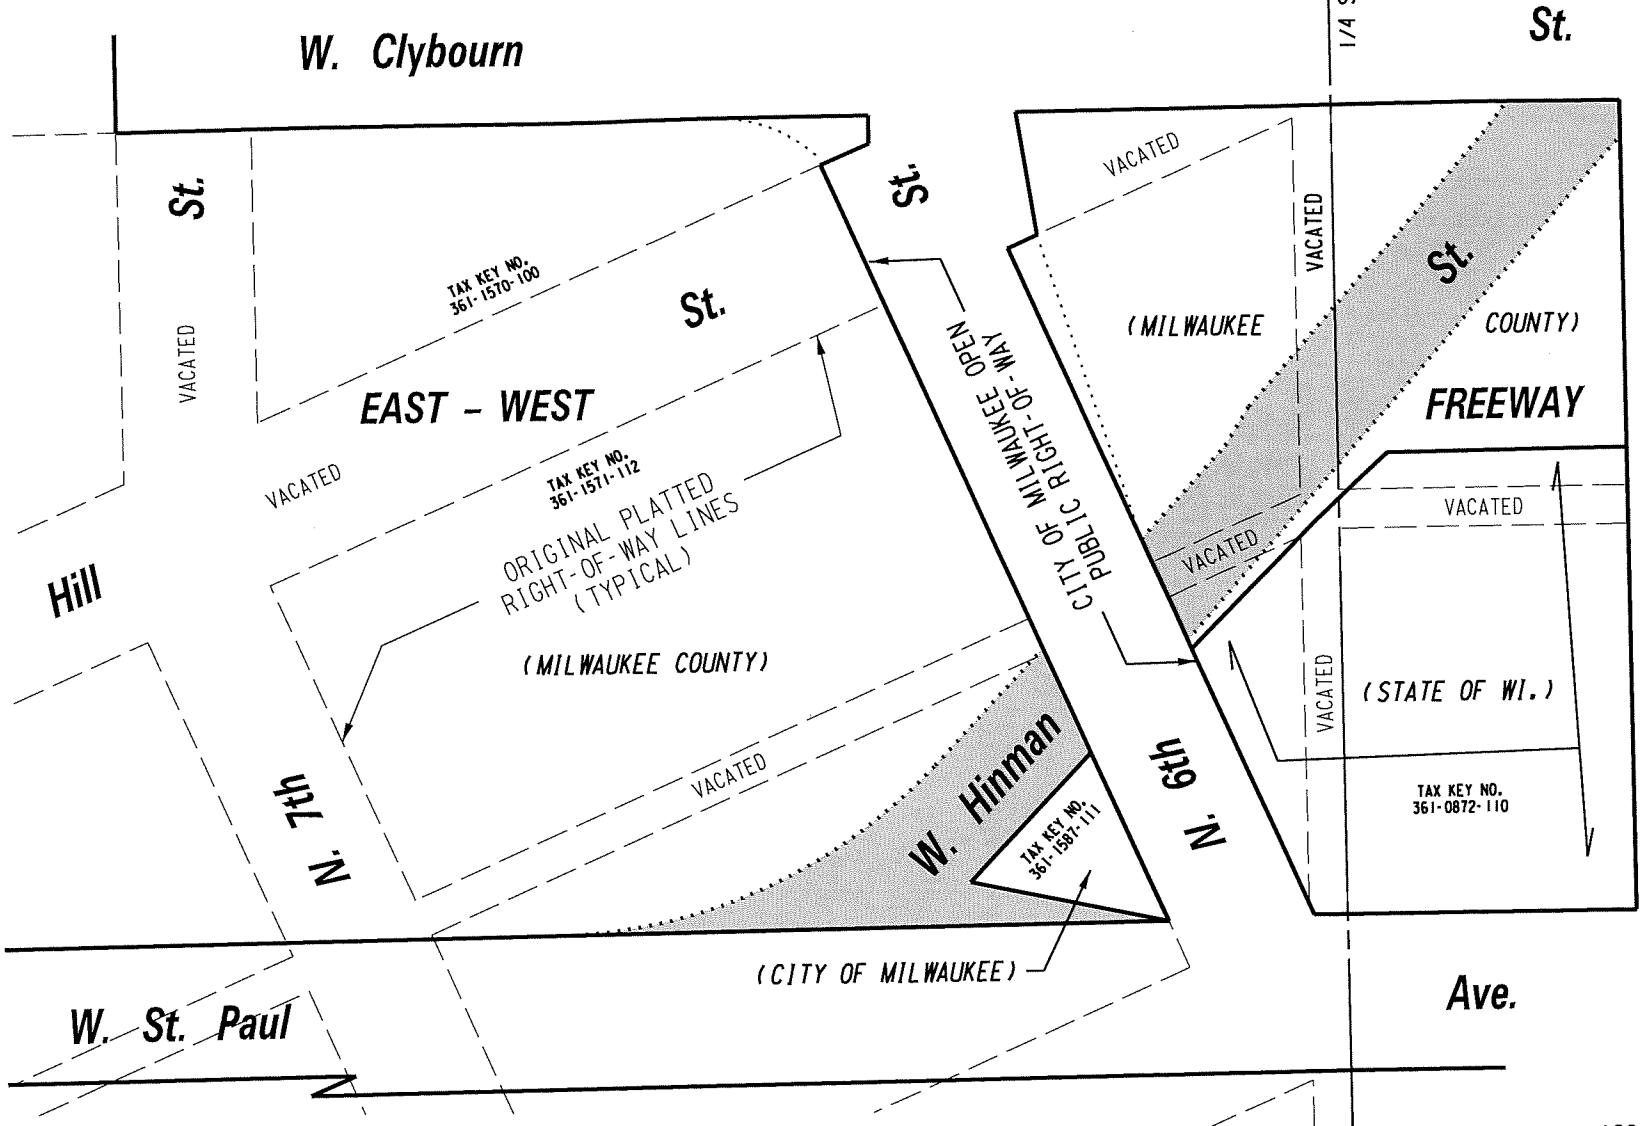 W. Clybourn
St.
1/4 S
St.
VACATED
St.
VACATED
TAX KEY NO.
361-1570-100
St.
VACATED
St.
(MILWAUKEE
COUNTY)
EAST - WEST
FREEWAY
CITY OF MILWAUKEE OPEN
PUBLIC RIGHT-OF-WAY
VACATED
TAX KEY NO.
361-1571-112
VACATED
ORIGINAL PLATTED
RIGHT-OF-WAY LINES
(TYPICAL)
VACATED
Hill
(MILWAUKEE COUNTY)
VACATED
(STATE OF WI.)
VACATED
W. Hinman
N. 7th
N. 6th
TAX KEY NO.
361-1587-111
TAX KEY NO.
361-0872-110
(CITY OF MILWAUKEE)
W. St. Paul
Ave.